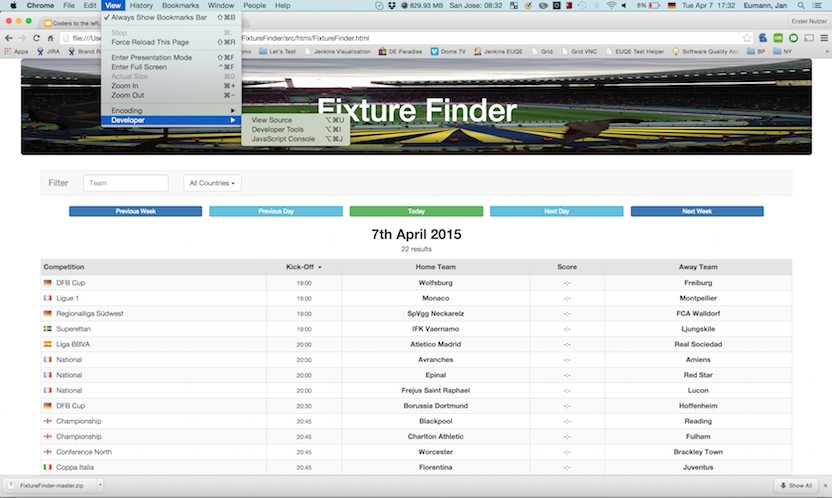 Chrome File Edit View History Bookmarks Window People Help 829.93 MB San Jose: 08:32 8% Tue Apr 7 17:32 Eumann, Jan
Coders to the left, Erster Nutzer
file:///Use FixtureFinder/src/html/FixtureFinder.html
Apps JIRA Brand R Let's Test Jenkins Visualization DE Paradise Dome TV Jenkins EUQE Grid Grid VNC EUQE Test Helper Software Quality Aw BP NY
✓ Always Show Bookmarks Bar ⇧⌘B
Stop ⌘.
Force Reload This Page ⇧⌘R
Enter Presentation Mode ⇧⌘F
Enter Full Screen ^⌘F
Actual Size ⌘0
Zoom In ⌘+
Zoom Out ⌘−
Encoding
Developer
View Source ⌥⌘U
Developer Tools ⌥⌘I
JavaScript Console ⌥⌘J
Fixture Finder
Filter Team All Countries
Previous Week Previous Day Today Next Day Next Week
7th April 2015
22 results
Competition Kick-Off Home Team Score Away Team
DFB Cup 19:00 Wolfsburg -:- Freiburg
Ligue 1 19:00 Monaco -:- Montpellier
Regionalliga Südwest 19:00 SpVgg Neckarelz -:- FCA Walldorf
Superettan 19:00 IFK Vaernamo -:- Ljungskile
Liga BBVA 20:00 Atletico Madrid -:- Real Sociedad
National 20:00 Avranches -:- Amiens
National 20:00 Epinal -:- Red Star
National 20:00 Frejus Saint Raphael -:- Lucon
DFB Cup 20:30 Borussia Dortmund -:- Hoffenheim
Championship 20:45 Blackpool -:- Reading
Championship 20:45 Charlton Athletic -:- Fulham
Conference North 20:45 Worcester -:- Brackley Town
Coppa Italia 20:45 Fiorentina -:- Juventus
FixtureFinder-master.zip Show All